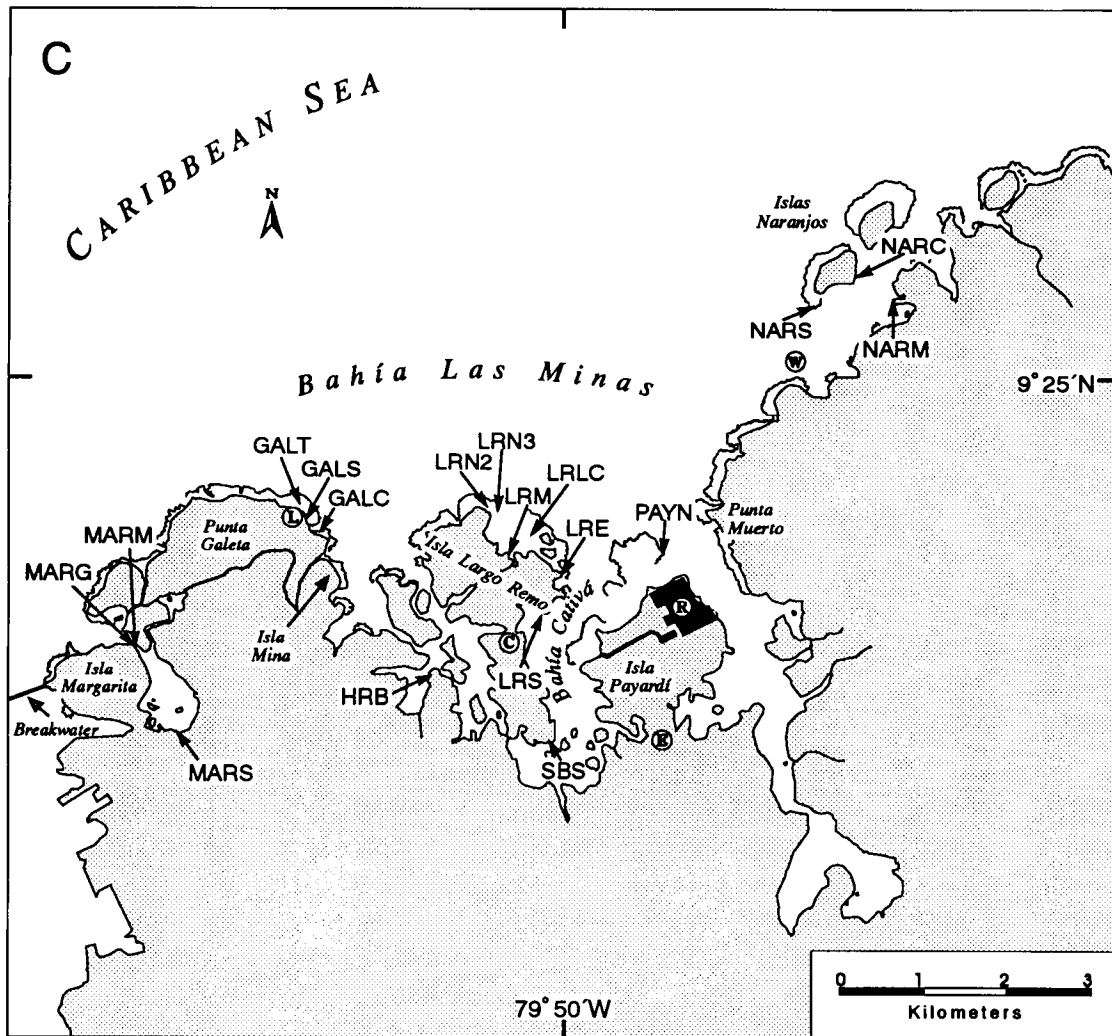 C
CARIBBEAN SEA
N
Islas
Naranjos
NARC
NARS
NARM
W
Bahía Las Minas
9°25´N
GALT
GALS
GALC
L
LRN2
LRN3
LRM
LRLC
LRE
PAYN
Punta
Muerto
MARM
MARG
Punta
Galeta
Isla Largo Remo
R
Isla
Mina
C
Bahía Cativá
Isla
Margarita
HRB
LRS
Isla
Payardí
Breakwater
MARS
E
SBS
79°50´W
0 1 2 3
Kilometers